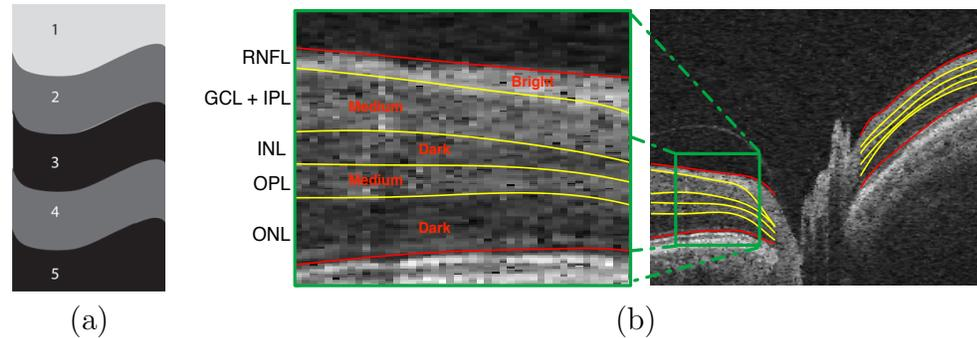 1
2
3
4
5
(a)
RNFL
GCL + IPL
INL
OPL
ONL
Bright
Medium
Dark
Medium
Dark
(b)